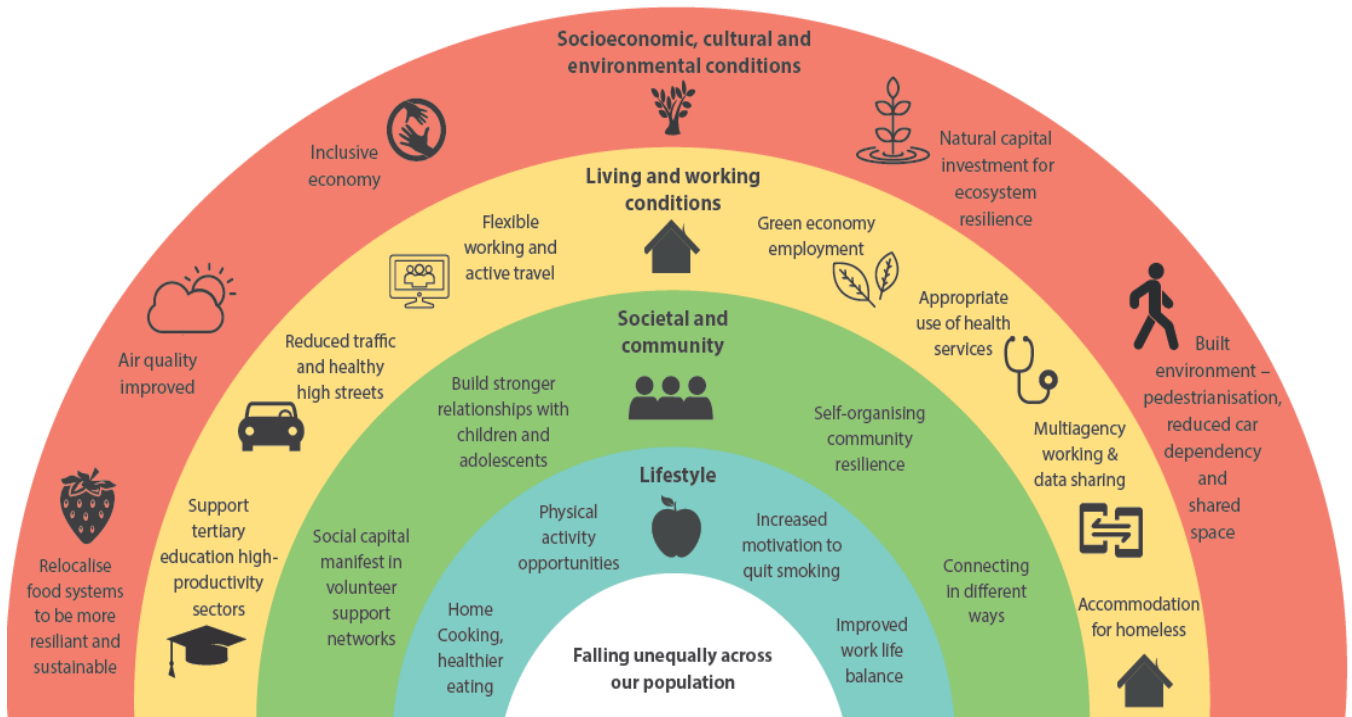 Socioeconomic, cultural and
environmental conditions
Inclusive
economy
Natural capital
investment for
ecosystem
resilience
Air quality
improved
Built
environment –
pedestrianisation,
reduced car
dependency
and
shared
space
Relocalise
food systems
to be more
resiliant and
sustainable
Living and working
conditions
Flexible
working and
active travel
Green economy
employment
Reduced traffic
and healthy
high streets
Appropriate
use of health
services
Support
tertiary
education high-
productivity
sectors
Multiagency
working &
data sharing
Accommodation
for homeless
Societal and
community
Build stronger
relationships with
children and
adolescents
Self-organising
community
resilience
Social capital
manifest in
volunteer
support
networks
Connecting
in different
ways
Lifestyle
Physical
activity
opportunities
Increased
motivation to
quit smoking
Home
Cooking,
healthier
eating
Improved
work life
balance
Falling unequally across
our population